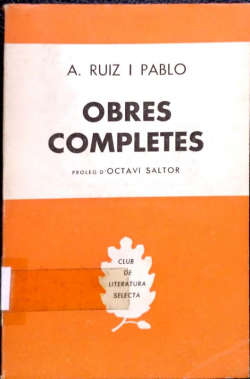 A. RUIZ I PABLO
OBRES
COMPLETES
PROLEG D'OCTAVI SALTOR
CLUB
DE
LITERATURA
SELECTA